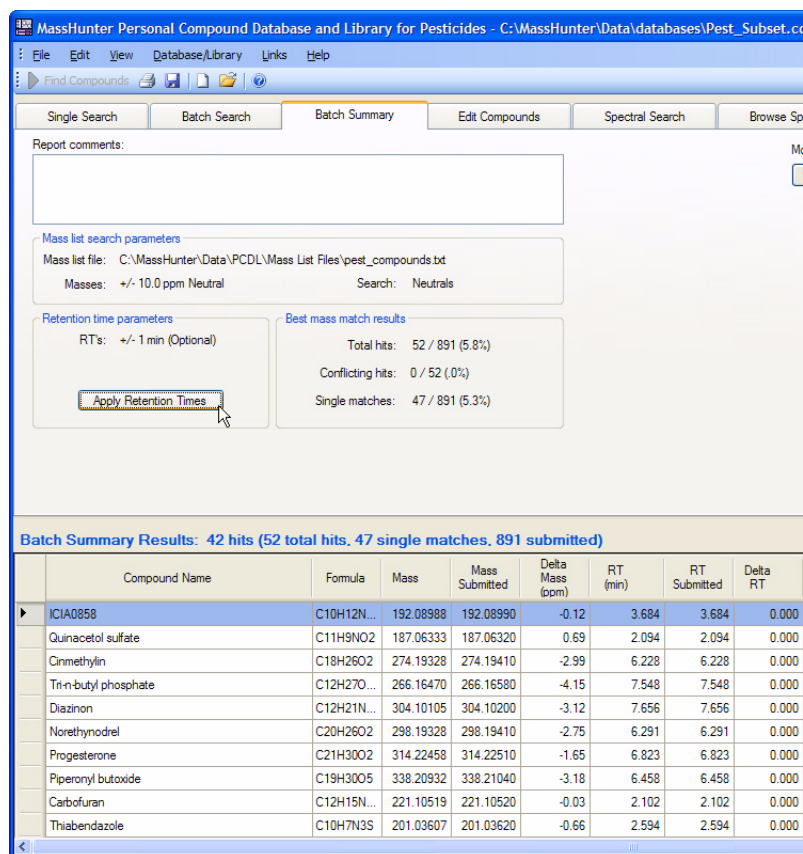 MassHunter Personal Compound Database and Library for Pesticides - C:\MassHunter\Data\databases\Pest_Subset.c
File Edit View Database/Library Links Help
Find Compounds
Single Search Batch Search Batch Summary Edit Compounds Spectral Search Browse Sp
Report comments:
Mass list search parameters
Mass list file: C:\MassHunter\Data\PCDL\Mass List Files\pest_compounds.txt
Masses: +/- 10.0 ppm Neutral Search: Neutrals
Retention time parameters Best mass match results
RT's: +/- 1 min (Optional) Total hits: 52 / 891 (5.8%)
Conflicting hits: 0 / 52 (.0%)
Apply Retention Times Single matches: 47 / 891 (5.3%)
Batch Summary Results: 42 hits (52 total hits, 47 single matches, 891 submitted)
Compound Name Formula Mass Mass Submitted Delta Mass (ppm) RT (min) RT Submitted Delta RT
ICIA0858 C10H12N... 192.08988 192.08990 -0.12 3.684 3.684 0.000
Quinacetol sulfate C11H9NO2 187.06333 187.06320 0.69 2.094 2.094 0.000
Cinmethylin C18H26O2 274.19328 274.19410 -2.99 6.228 6.228 0.000
Tri-n-butyl phosphate C12H27O... 266.16470 266.16580 -4.15 7.548 7.548 0.000
Diazinon C12H21N... 304.10105 304.10200 -3.12 7.656 7.656 0.000
Norethynodrel C20H26O2 298.19328 298.19410 -2.75 6.291 6.291 0.000
Progesterone C21H30O2 314.22458 314.22510 -1.65 6.823 6.823 0.000
Piperonyl butoxide C19H30O5 338.20932 338.21040 -3.18 6.458 6.458 0.000
Carbofuran C12H15N... 221.10519 221.10520 -0.03 2.102 2.102 0.000
Thiabendazole C10H7N3S 201.03607 201.03620 -0.66 2.594 2.594 0.000